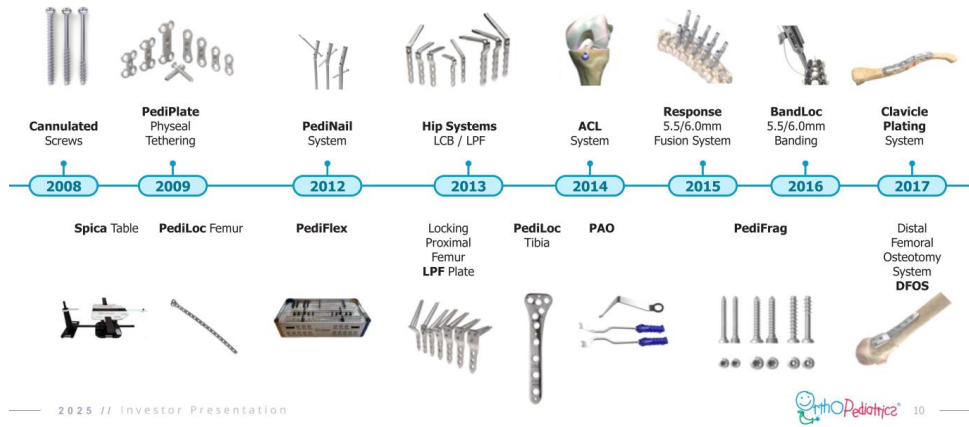 Cannulated
Screws
PediPlate
Physeal
Tethering
PediNail
System
Hip Systems
LCB / LPF
ACL
System
Response
5.5/6.0mm
Fusion System
BandLoc
5.5/6.0mm
Banding
Clavicle
Plating
System
2008
2009
2012
2013
2014
2015
2016
2017
Spica Table
PediLoc Femur
PediFlex
Locking
Proximal
Femur
LPF Plate
PediLoc
Tibia
PAO
PediFrag
Distal
Femoral
Osteotomy
System
DFOS
2025 // Investor Presentation
OrthoPediatrics®
10